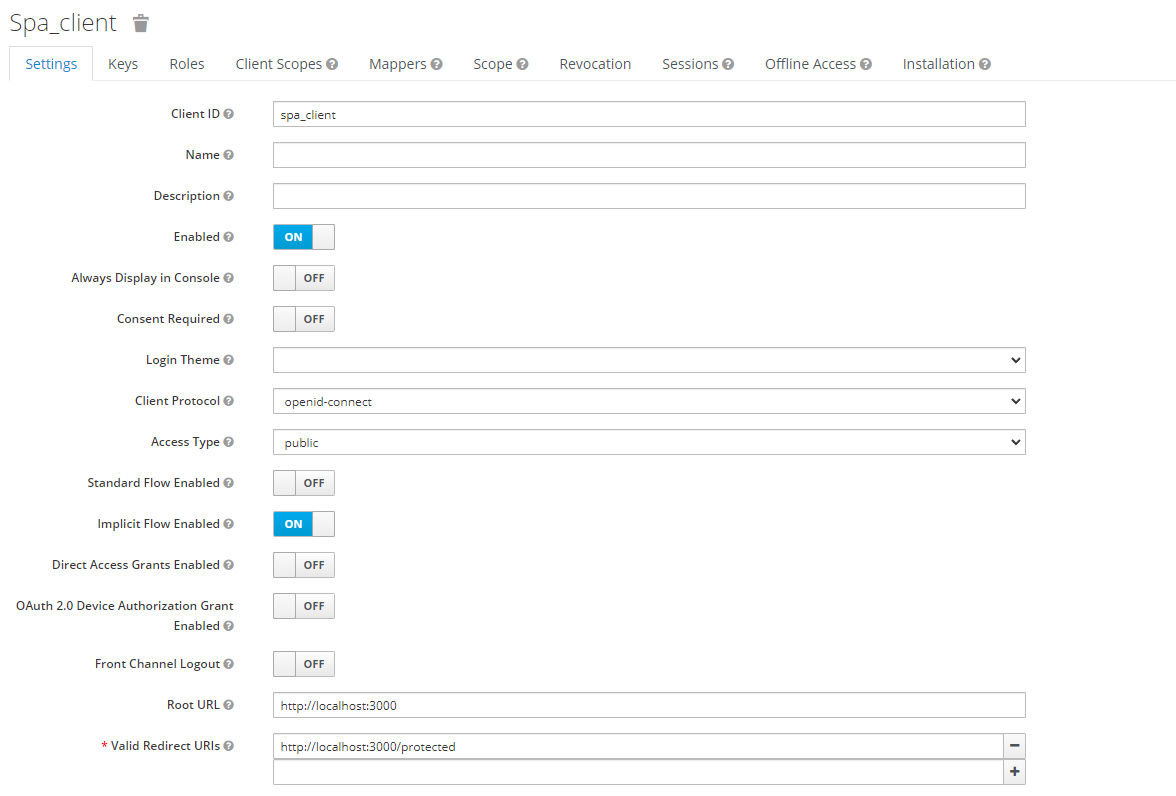 Spa_client
Settings Keys Roles Client Scopes Mappers Scope Revocation Sessions Offline Access Installation
Client ID spa_client
Name
Description
Enabled ON
Always Display in Console OFF
Consent Required OFF
Login Theme
Client Protocol openid-connect
Access Type public
Standard Flow Enabled OFF
Implicit Flow Enabled ON
Direct Access Grants Enabled OFF
OAuth 2.0 Device Authorization Grant OFF
Enabled
Front Channel Logout OFF
Root URL http://localhost:3000
* Valid Redirect URIs http://localhost:3000/protected